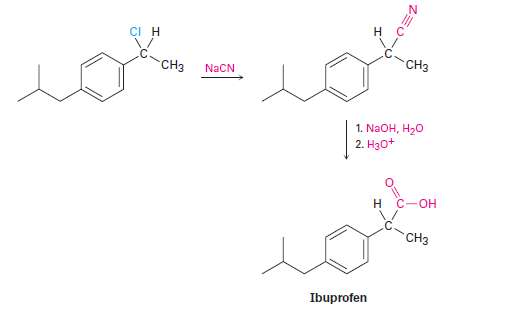 Cl H
C
CH3
NaCN
N
H C
C
CH3
1. NaOH, H2O
2. H3O+
O
H C–OH
C
CH3
Ibuprofen